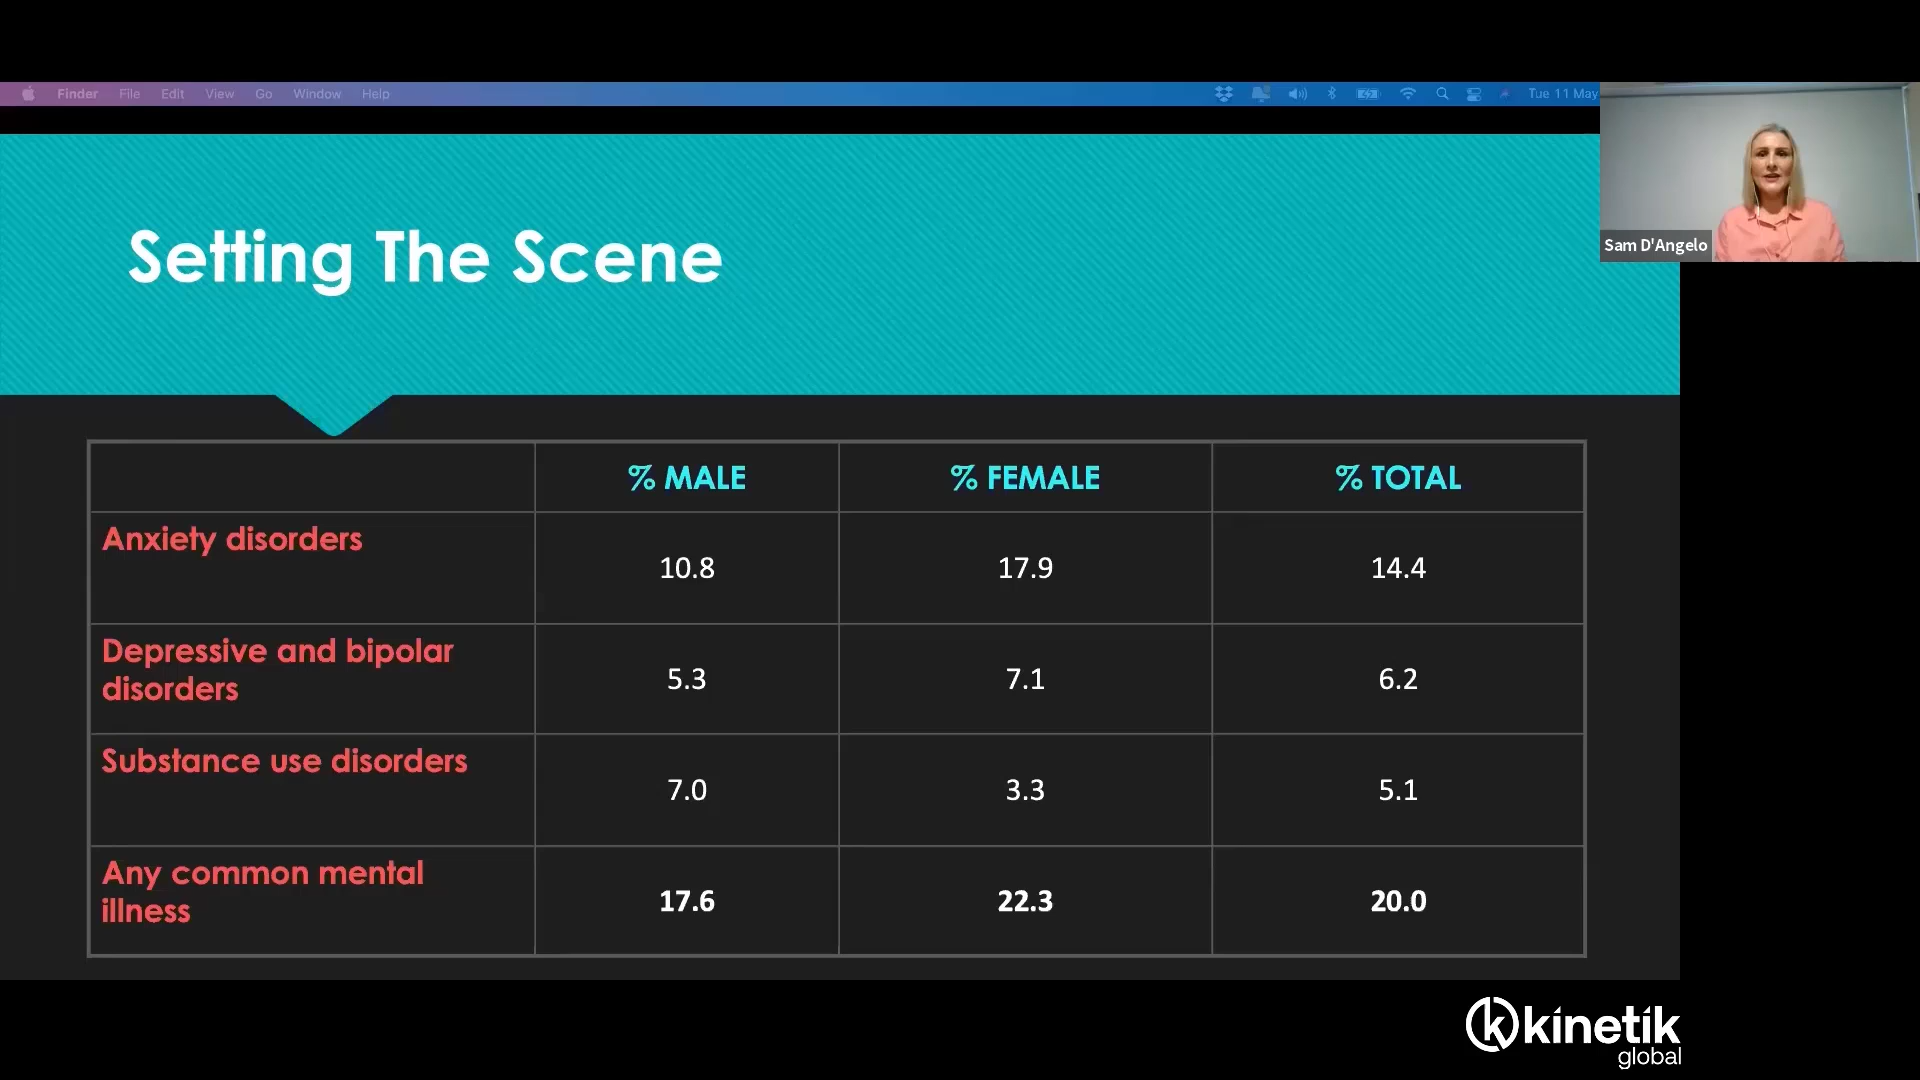 Finder File Edit View Go Window Help Tue 11 May
Sam D'Angelo
Setting The Scene
% MALE % FEMALE % TOTAL
Anxiety disorders 10.8 17.9 14.4
Depressive and bipolar
disorders 5.3 7.1 6.2
Substance use disorders 7.0 3.3 5.1
Any common mental
illness 17.6 22.3 20.0
kinetik
global